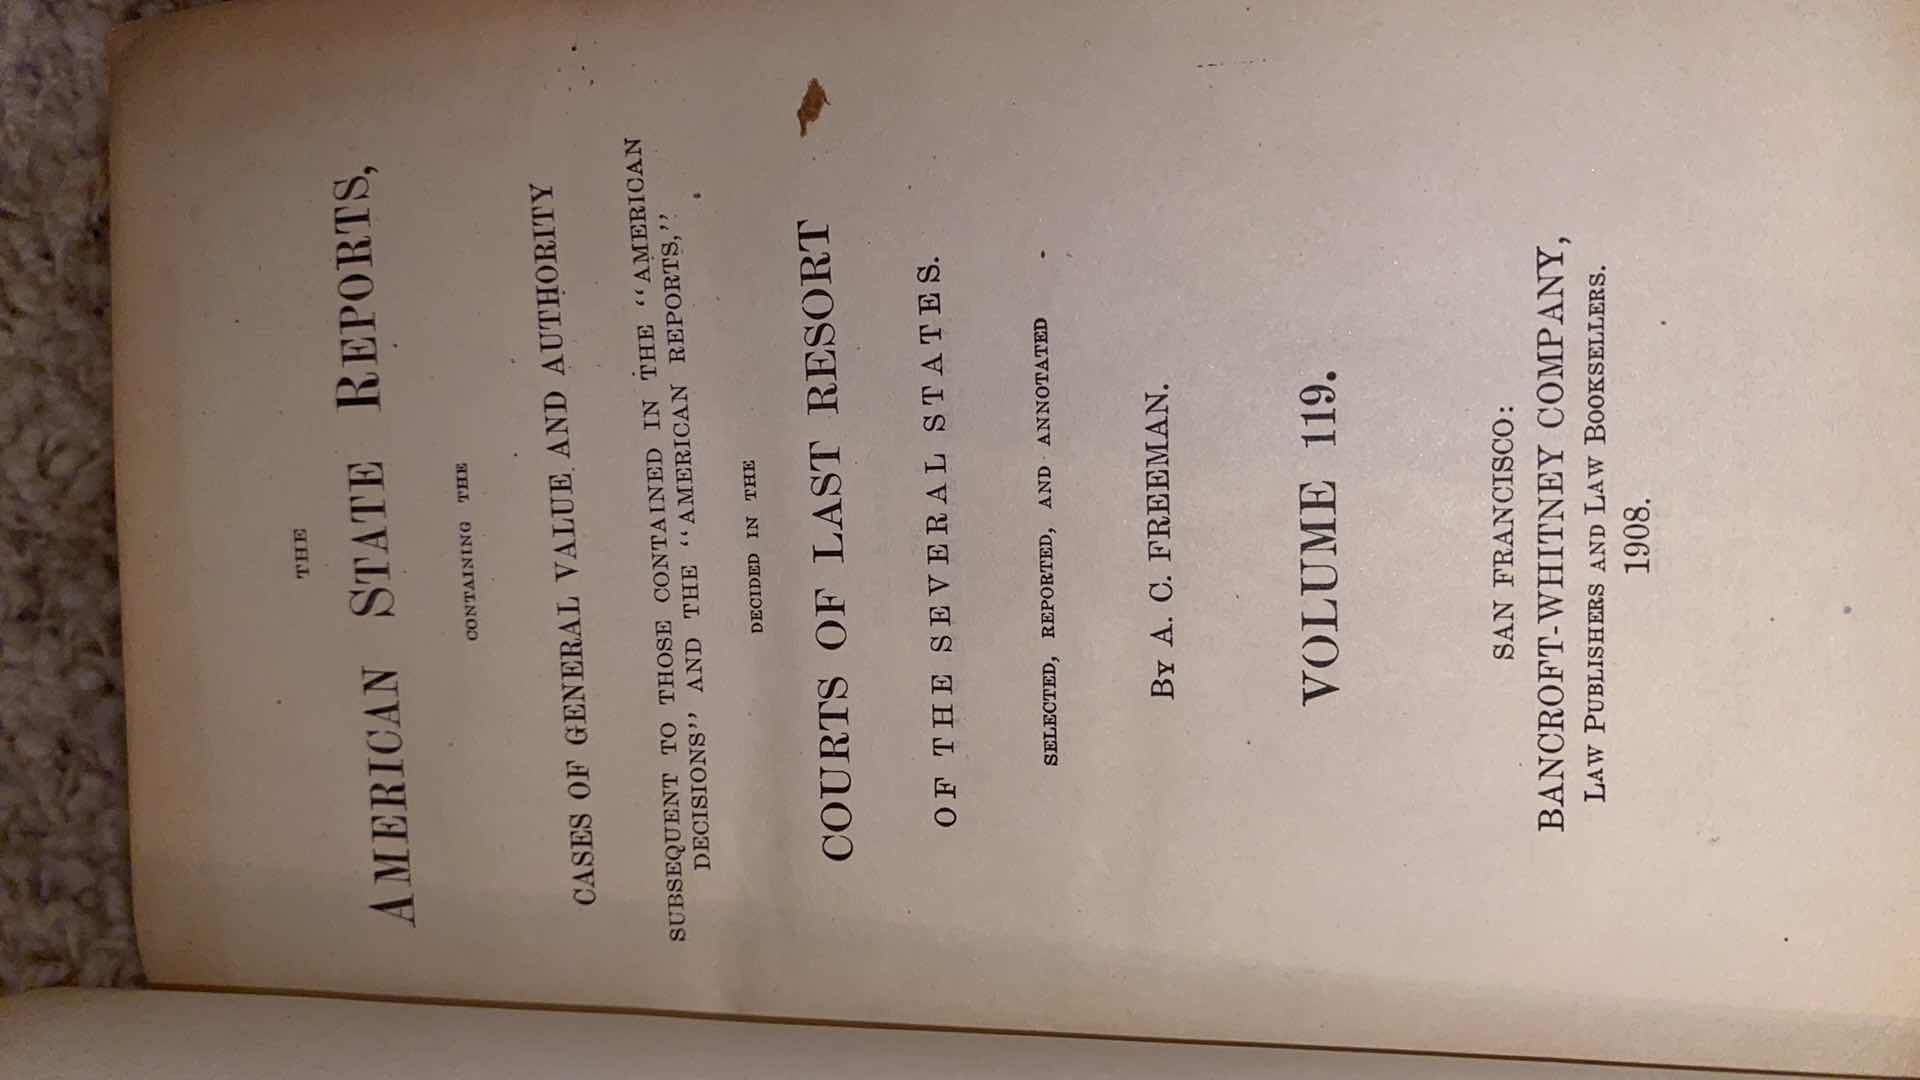 THE
AMERICAN STATE REPORTS,
CONTAINING THE
CASES OF GENERAL VALUE AND AUTHORITY
SUBSEQUENT TO THOSE CONTAINED IN THE "AMERICAN
DECISIONS" AND THE "AMERICAN REPORTS,"
DECIDED IN THE
COURTS OF LAST RESORT
OF THE SEVERAL STATES.
SELECTED, REPORTED, AND ANNOTATED
By A. C. FREEMAN.
VOLUME 119.
SAN FRANCISCO:
BANCROFT-WHITNEY COMPANY,
LAW PUBLISHERS AND LAW BOOKSELLERS.
1908.